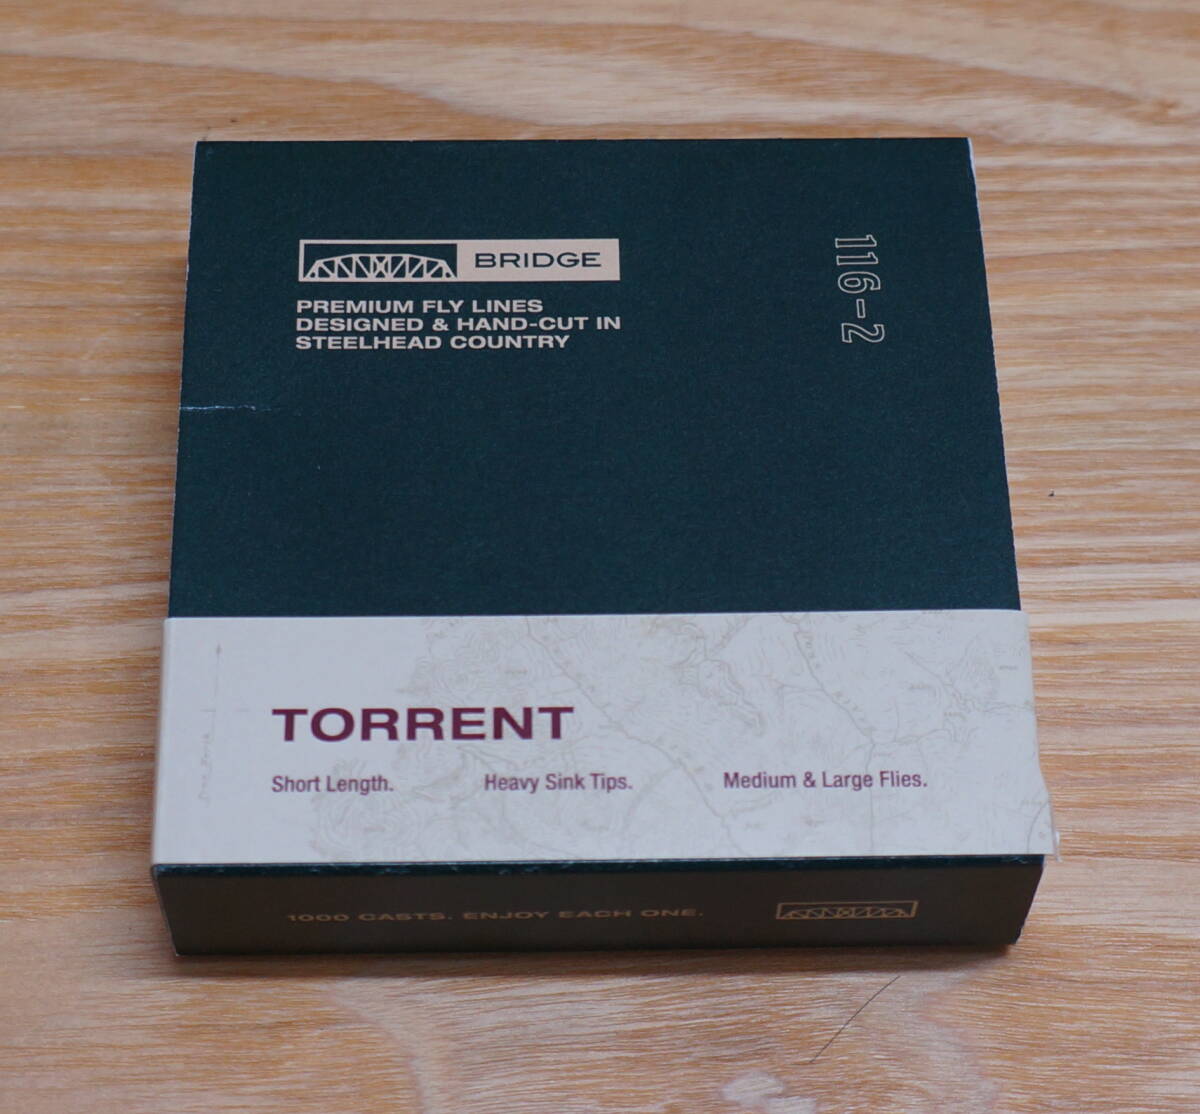 BRIDGE
PREMIUM FLY LINES
DESIGNED & HAND-CUT IN
STEELHEAD COUNTRY
116-2
TORRENT
Short Length. Heavy Sink Tips. Medium & Large Flies.
1000 CASTS. ENJOY EACH ONE.